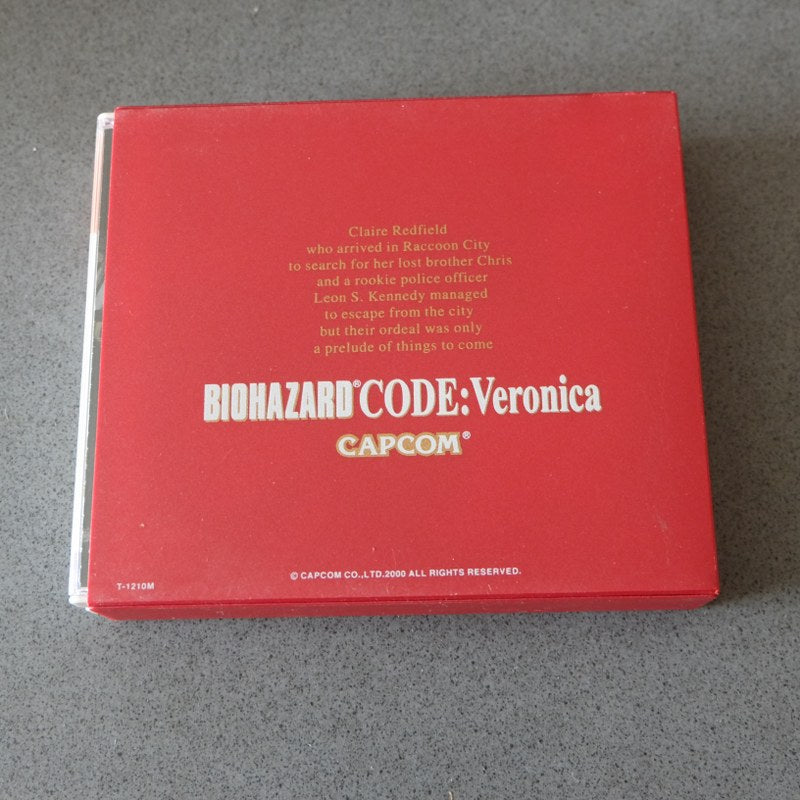 Claire Redfield
who arrived in Raccoon City
to search for her lost brother Chris
and a rookie police officer
Leon S. Kennedy managed
to escape from the city
but their ordeal was only
a prelude of things to come
BIOHAZARD® CODE:Veronica
CAPCOM®
© CAPCOM CO.,LTD.2000 ALL RIGHTS RESERVED.
T-1210M